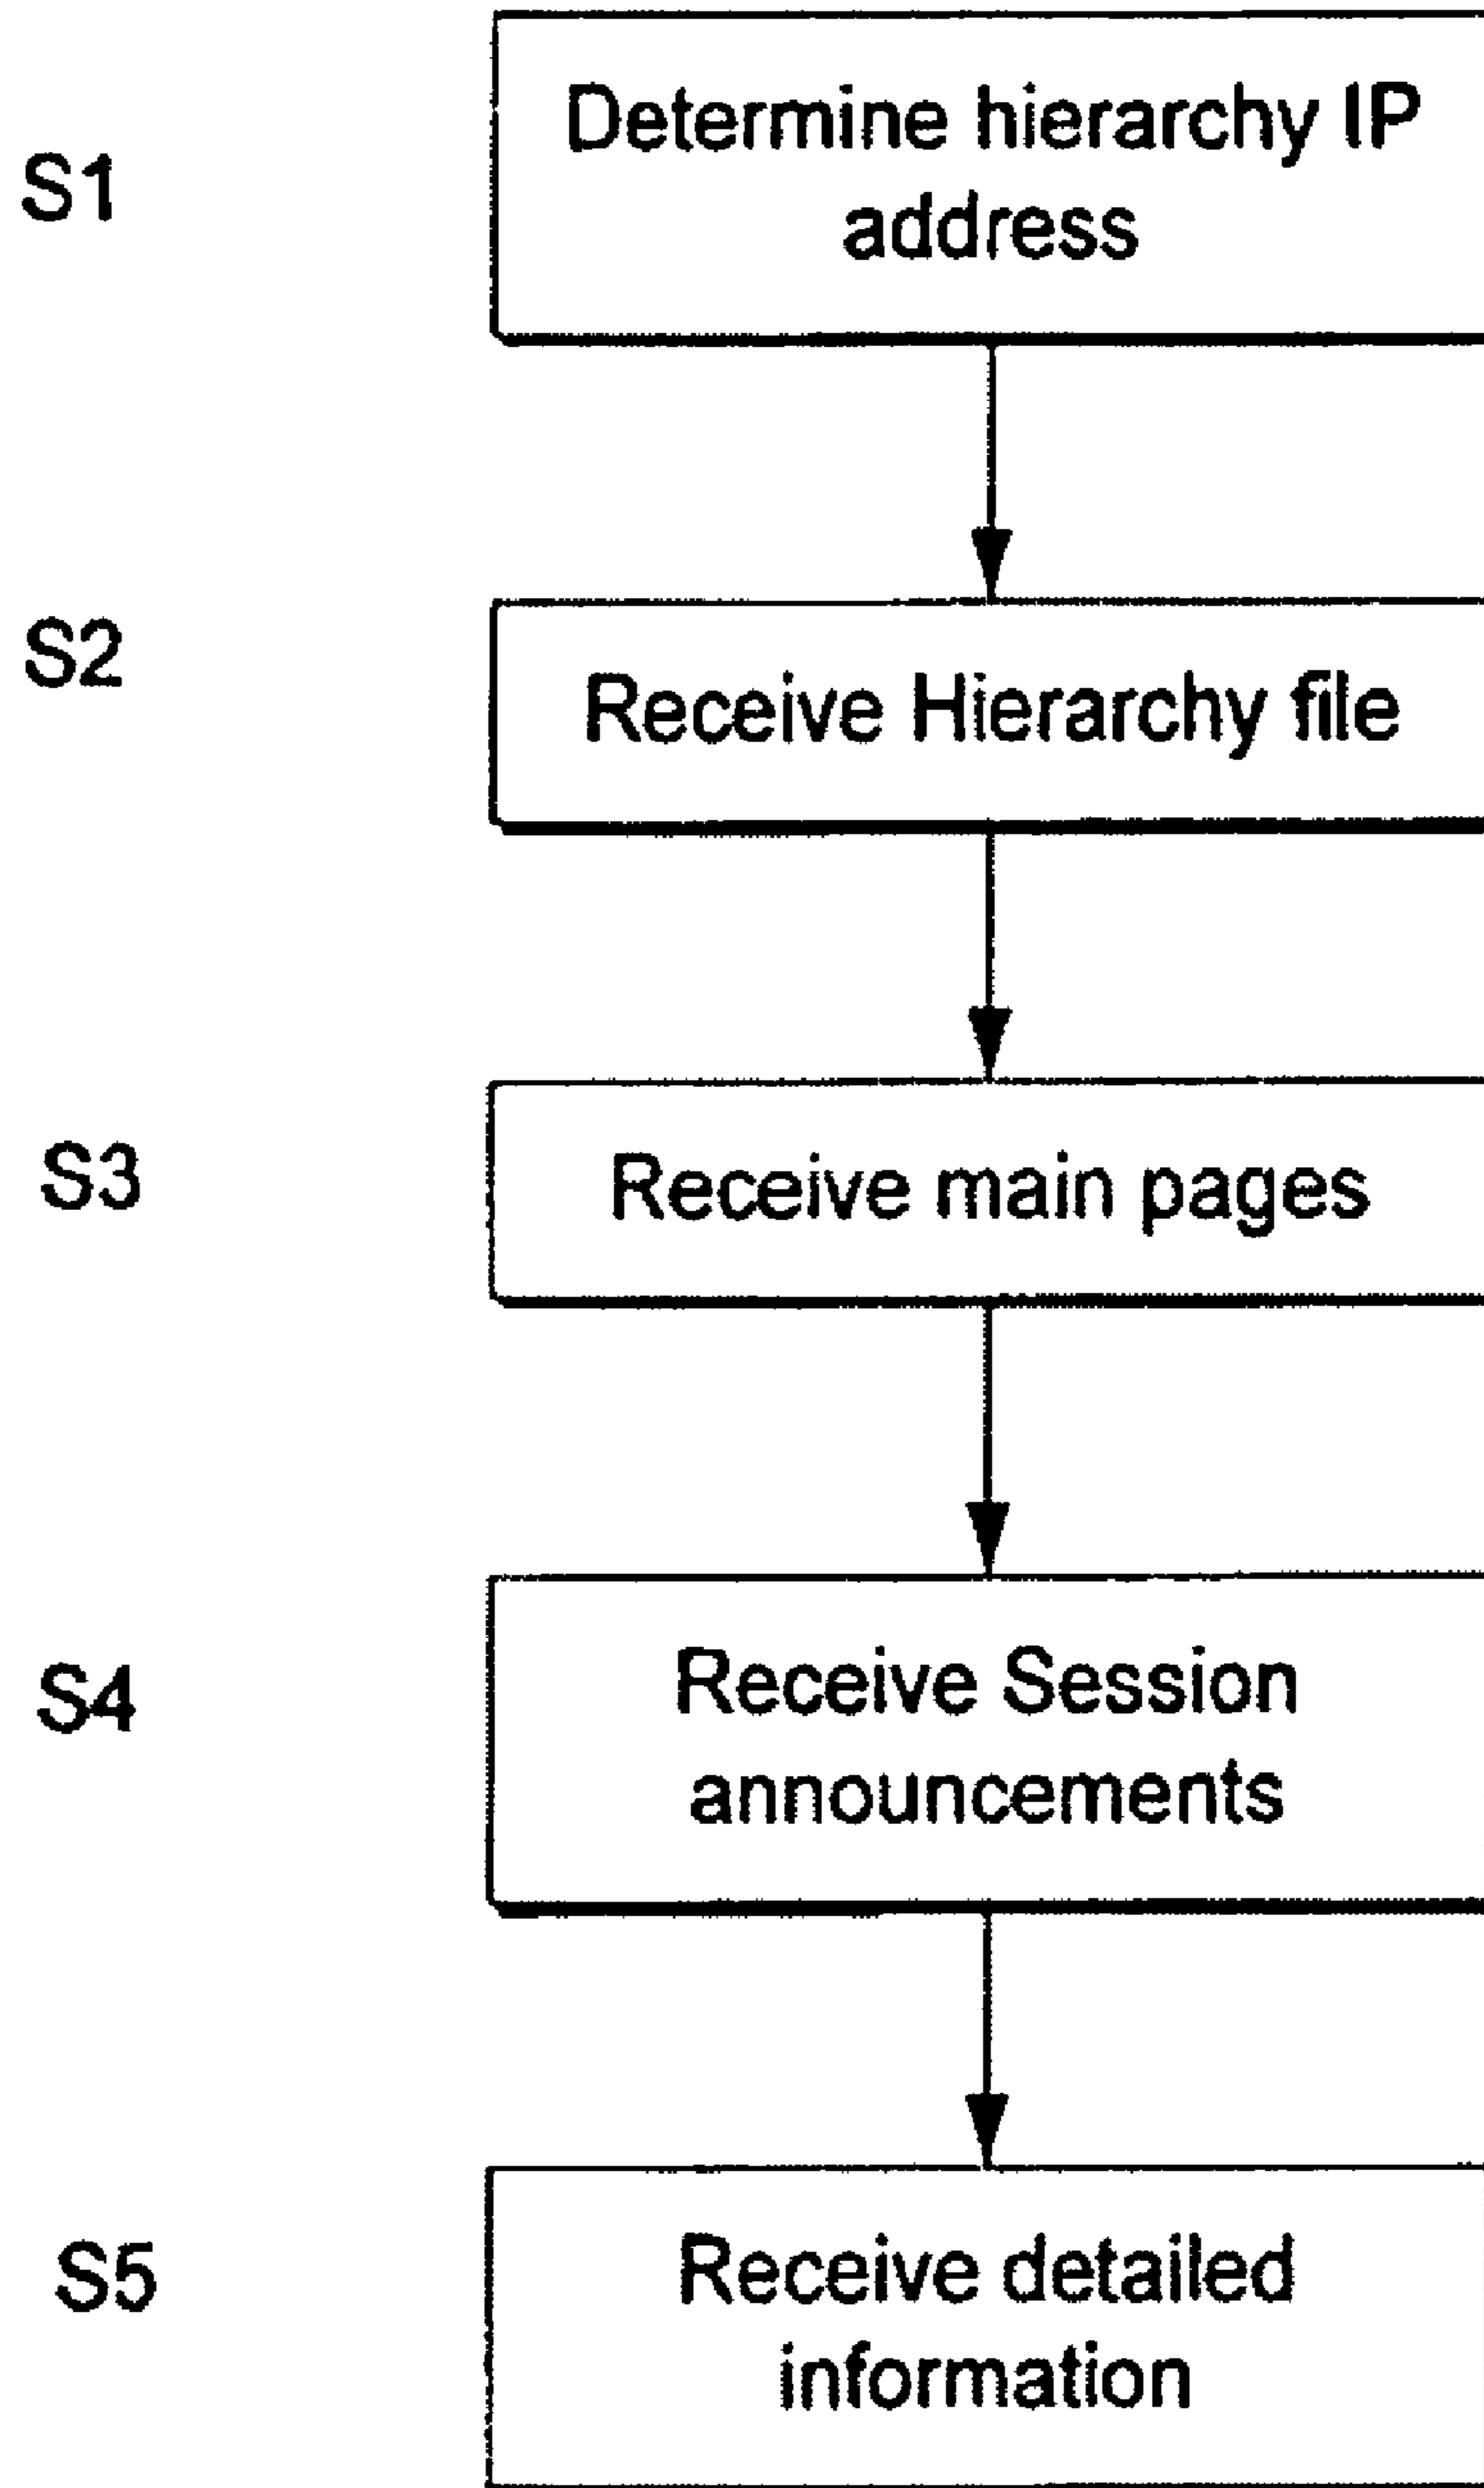 S1
Determine hierarchy IP
address
S2
Receive Hierarchy file
S3
Receive main pages
S4
Receive Session
announcements
S5
Receive detailed
information